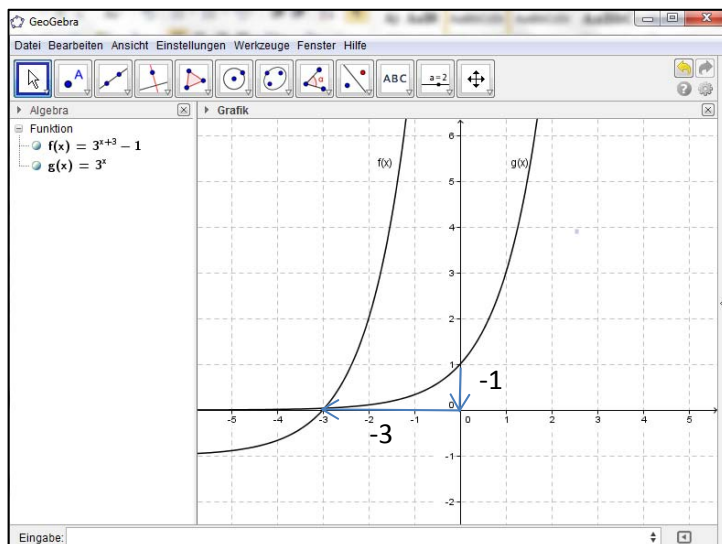 GeoGebra
Datei Bearbeiten Ansicht Einstellungen Werkzeuge Fenster Hilfe
A
α
ABC
a=2
Algebra
Grafik
Funktion
f(x) = 3^{x+3} − 1
g(x) = 3^x
f(x)
g(x)
6
5
4
3
2
1
-1
0
-5 -4 -3 -2 -1 0 1 2 3 4 5
-3
-1
-2
Eingabe: